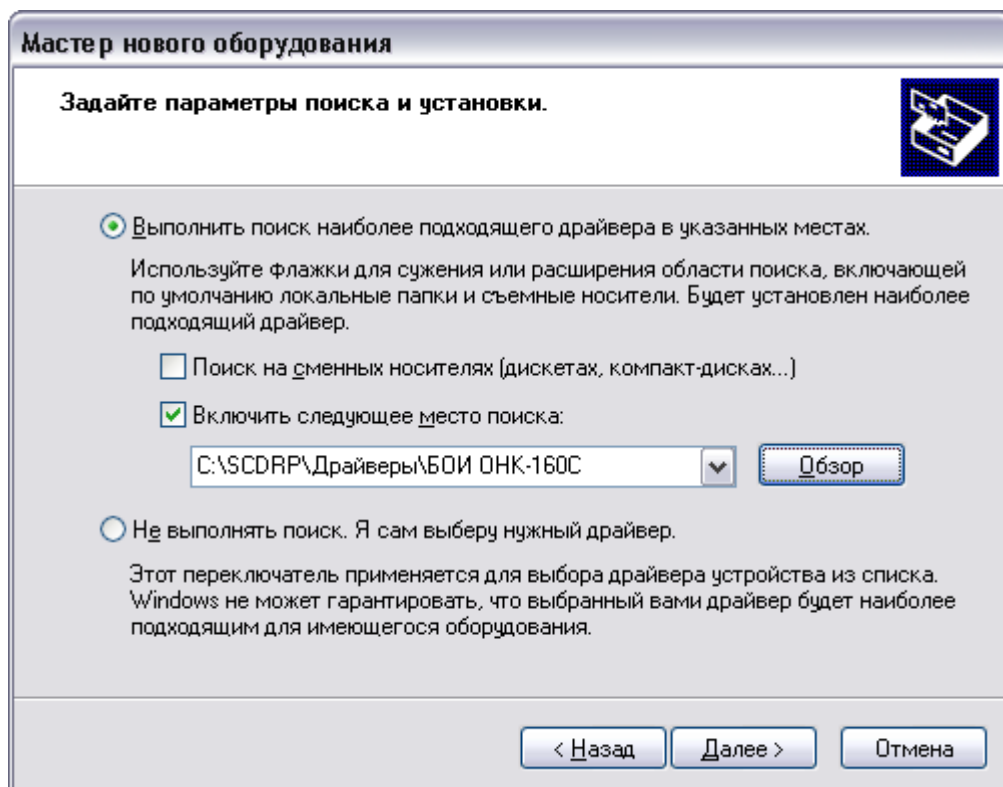 Мастер нового оборудования
Задайте параметры поиска и установки.
Выполнить поиск наиболее подходящего драйвера в указанных местах.
Используйте флажки для сужения или расширения области поиска, включающей
по умолчанию локальные папки и съемные носители. Будет установлен наиболее
подходящий драйвер.
Поиск на сменных носителях (дискетах, компакт-дисках...)
Включить следующее место поиска:
C:\SCDRP\Драйверы\БОИ ОНК-160С
Обзор
Не выполнять поиск. Я сам выберу нужный драйвер.
Этот переключатель применяется для выбора драйвера устройства из списка.
Windows не может гарантировать, что выбранный вами драйвер будет наиболее
подходящим для имеющегося оборудования.
< Назад
Далее >
Отмена